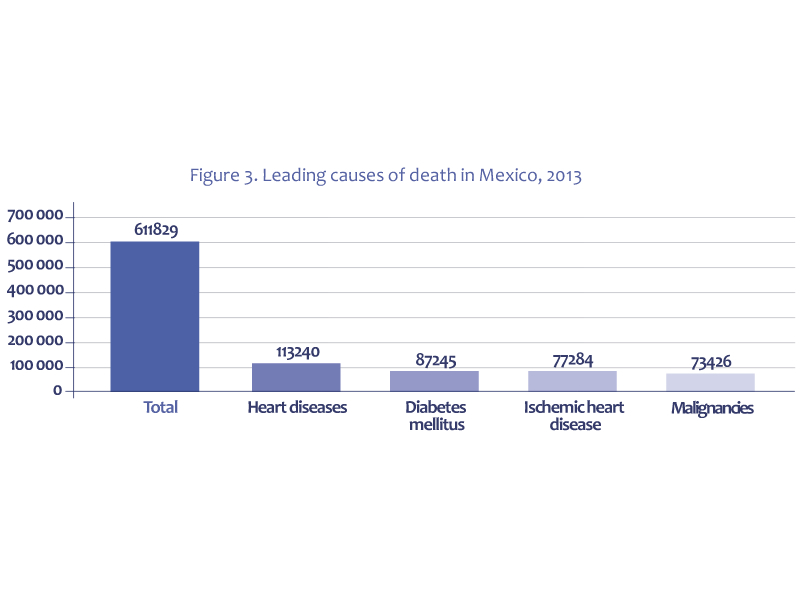 Figure 3. Leading causes of death in Mexico, 2013
700 000
600 000
500 000
400 000
300 000
200 000
100 000
0
611829
113240
87245
77284
73426
Total
Heart diseases
Diabetes
mellitus
Ischemic heart
disease
Malignancies